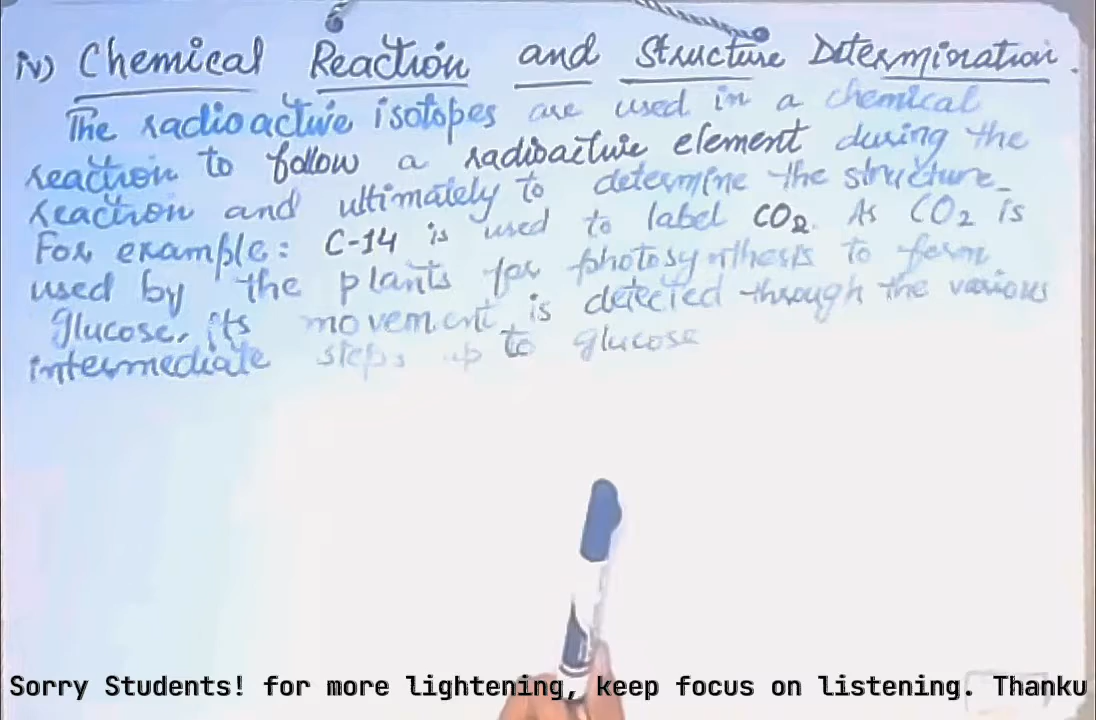 iv) Chemical Reaction and Structure Determination.
The radioactive isotopes are used in a chemical
reaction to follow a radioactive element during the
reaction and ultimately to determine the structure.
For example: C-14 is used to label CO2. As CO2 is
used by the plants for photosynthesis to form
glucose, its movement is detected through the various
intermediate steps up to glucose
Sorry Students! for more lightening, keep focus on listening. Thanku